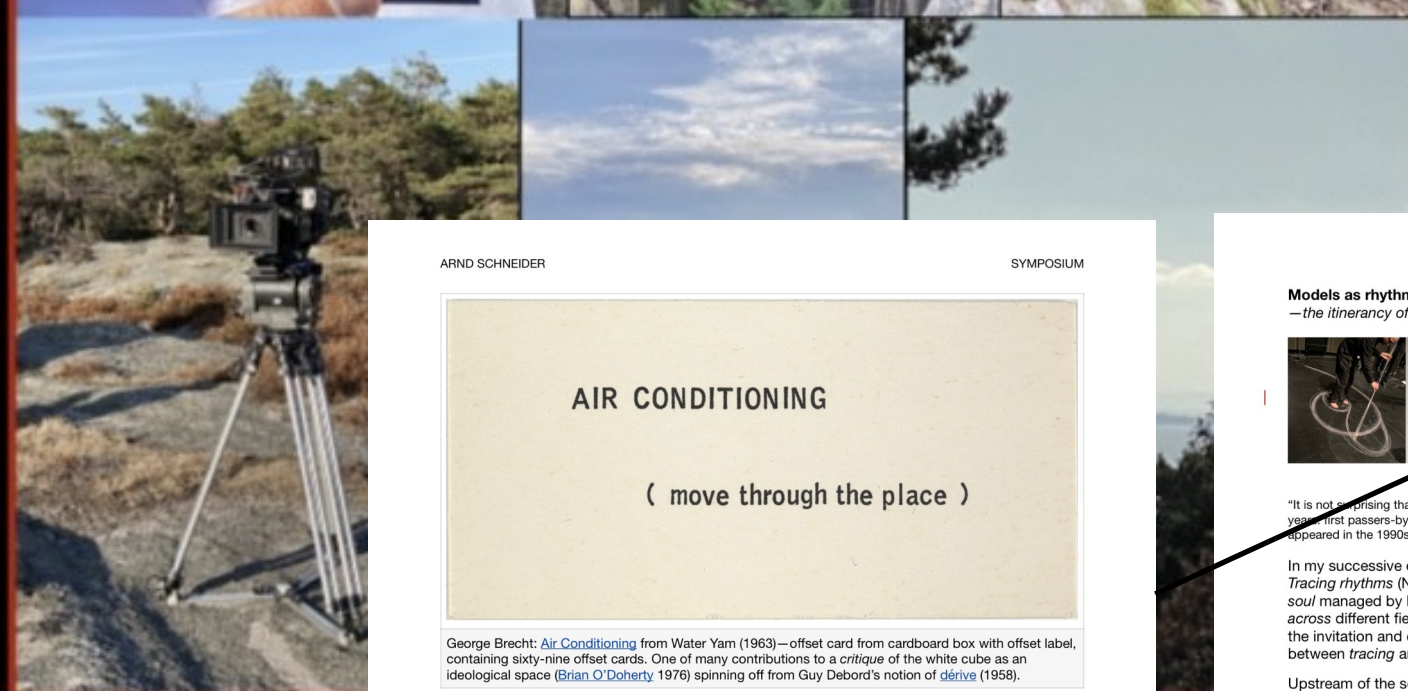 ARND SCHNEIDER
SYMPOSIUM
AIR CONDITIONING
( move through the place )
George Brecht: Air Conditioning from Water Yam (1963)—offset card from cardboard box with offset label,
containing sixty-nine offset cards. One of many contributions to a critique of the white cube as an
ideological space (Brian O’Doherty 1976) spinning off from Guy Debord’s notion of dérive (1958).
Models as
—the itinerancy of
“It is not surprising
years: first passers-by
appeared in the 1990s
In my successive
Tracing rhythms
soul managed by
across different
the invitation and
between tracing
Upstream of the